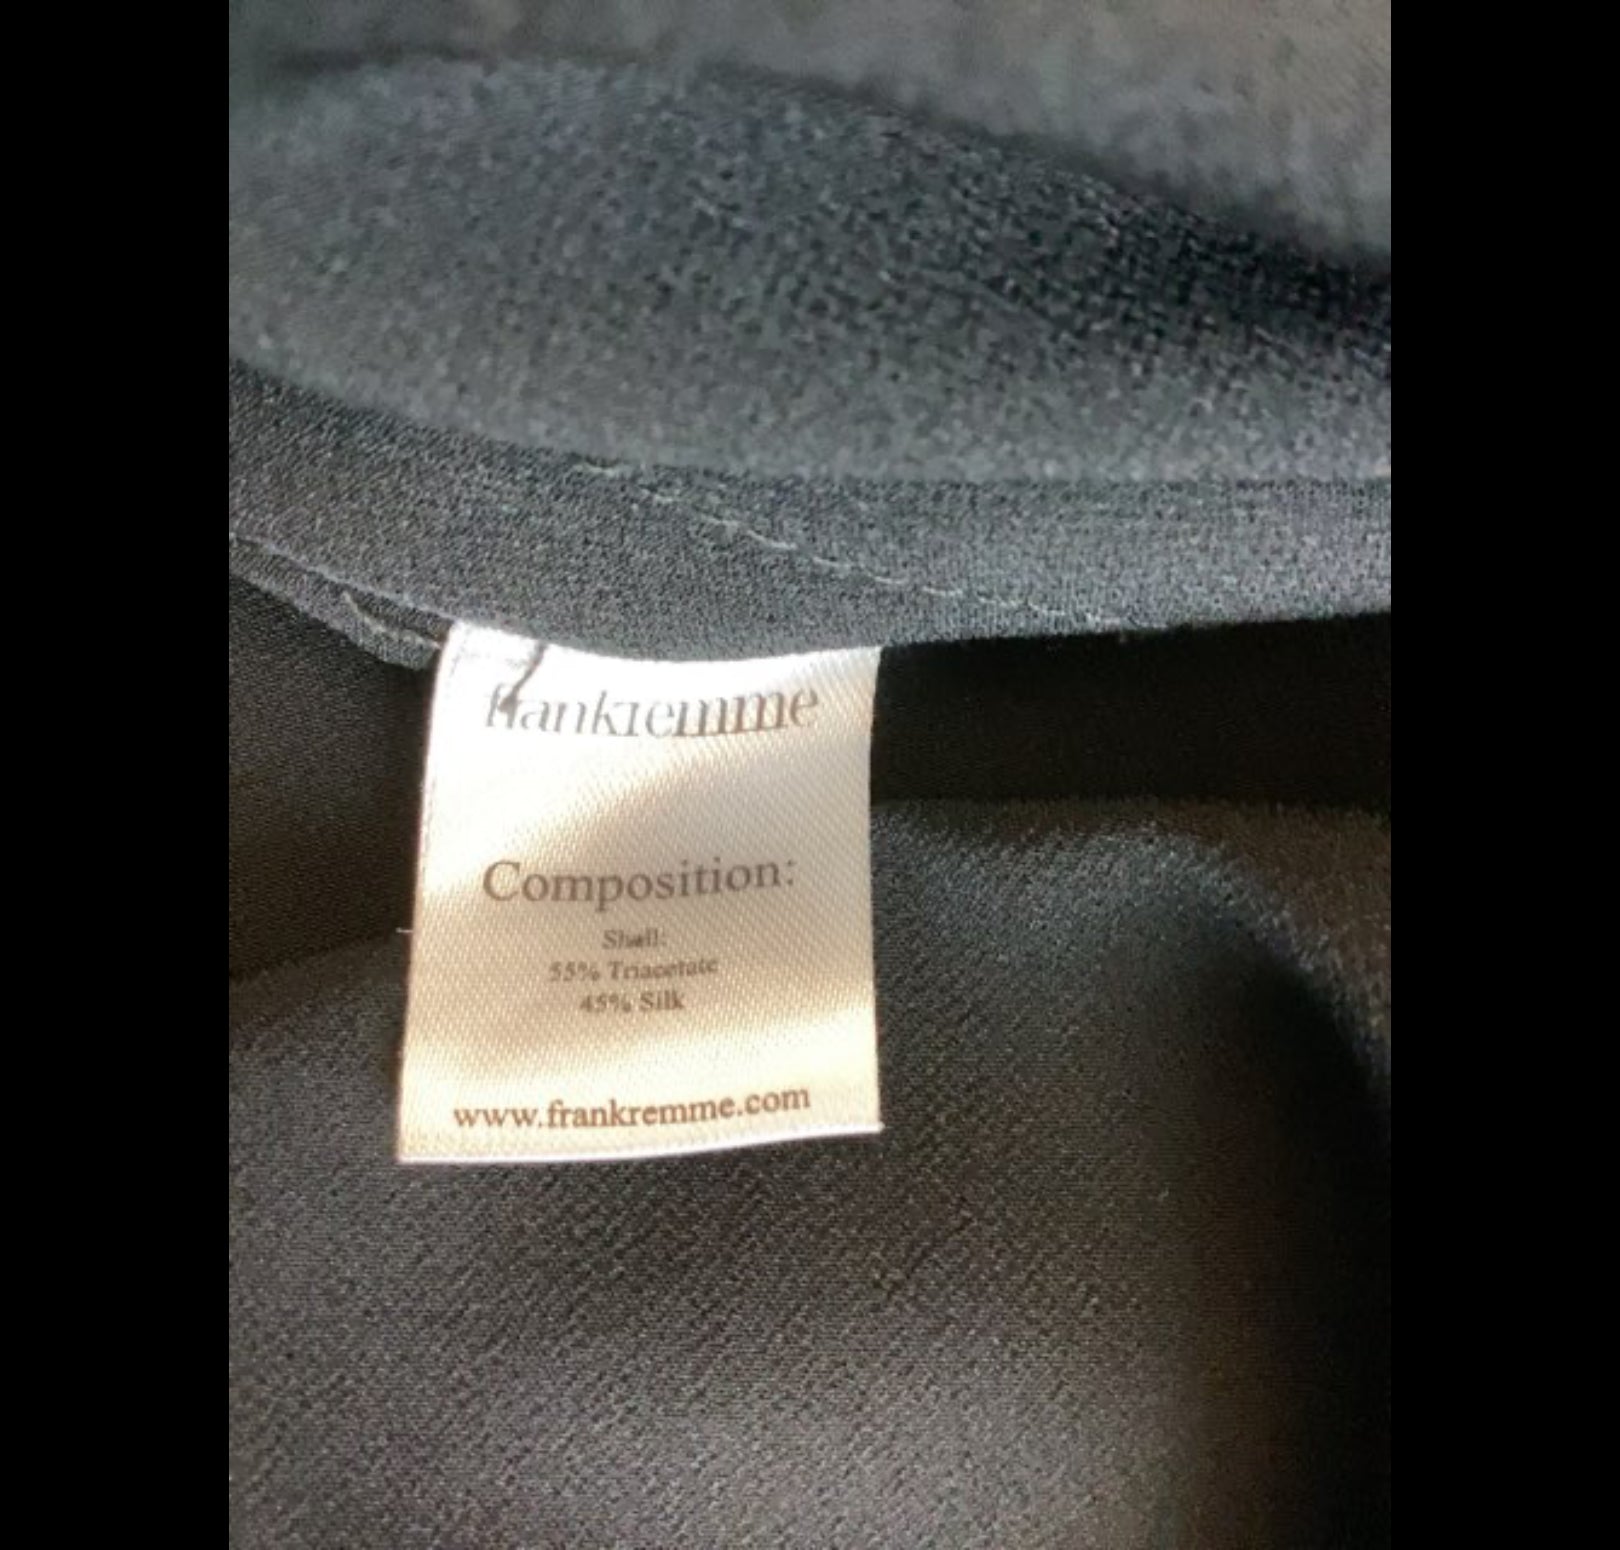 frankremme
Composition:
Shell:
55% Triacetate
45% Silk
www.frankremme.com